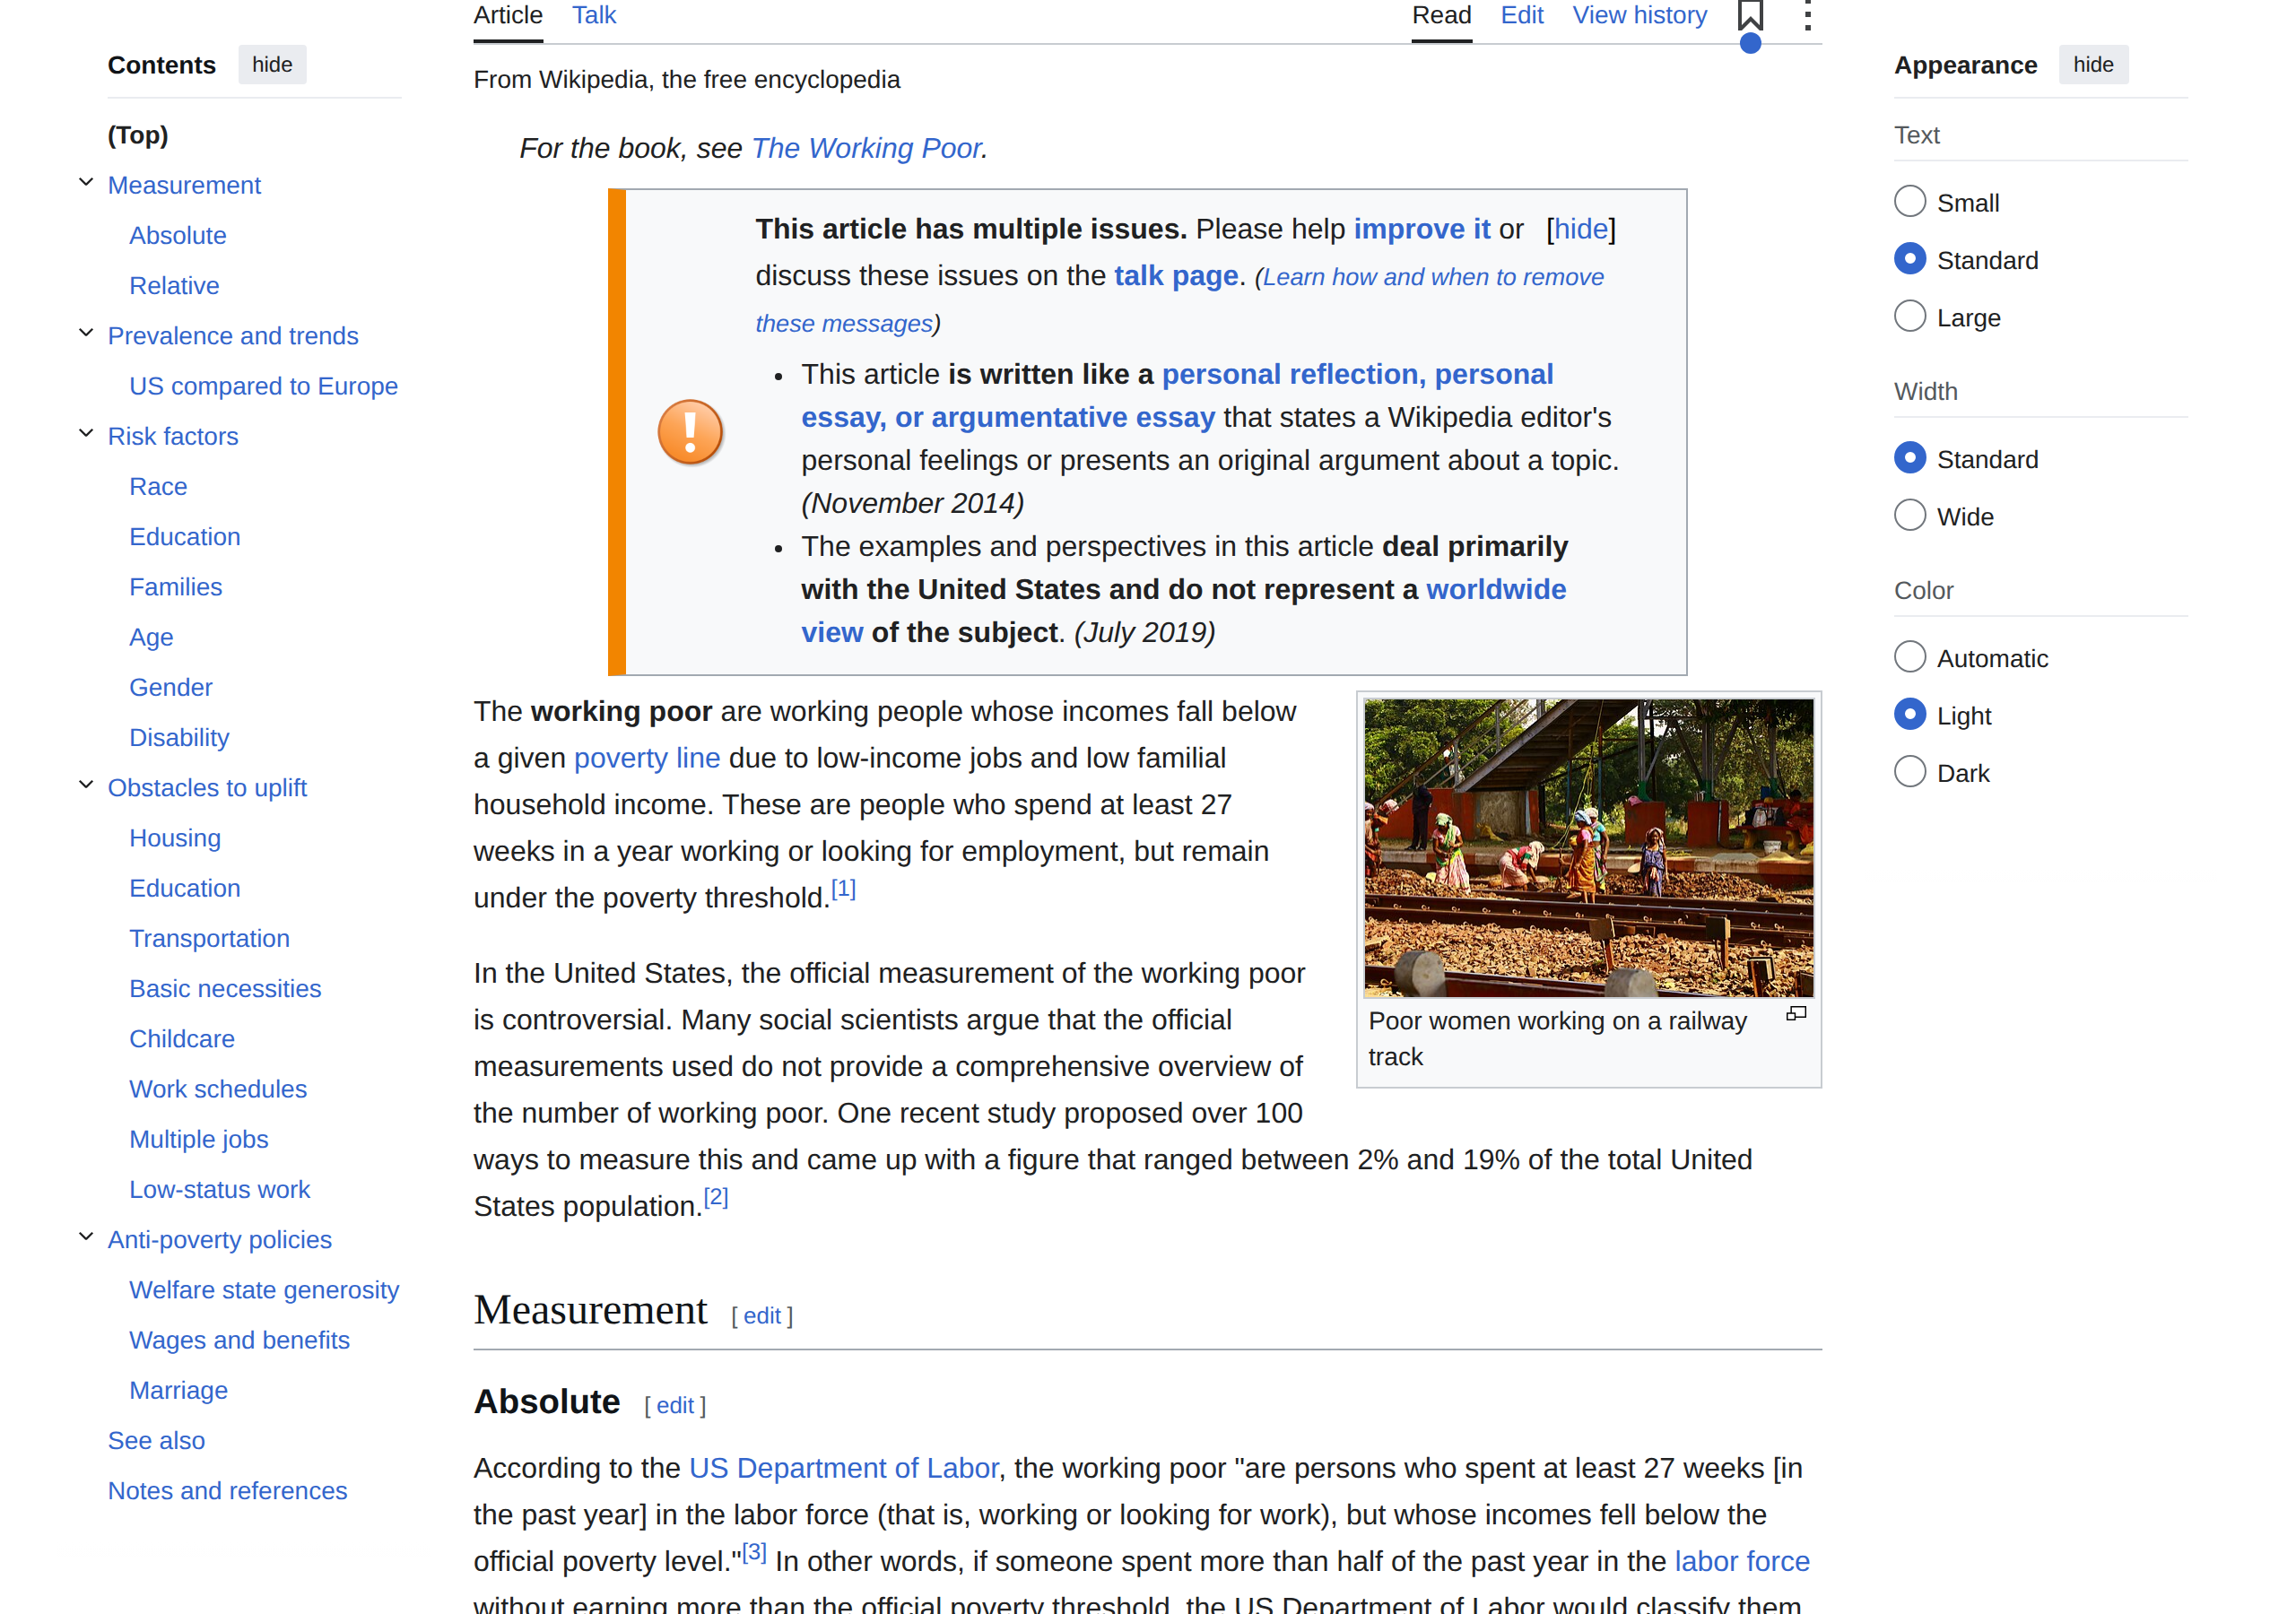 Article Talk Read Edit View history
Contents hide
(Top)
Measurement
Absolute
Relative
Prevalence and trends
US compared to Europe
Risk factors
Race
Education
Families
Age
Gender
Disability
Obstacles to uplift
Housing
Education
Transportation
Basic necessities
Childcare
Work schedules
Multiple jobs
Low-status work
Anti-poverty policies
Welfare state generosity
Wages and benefits
Marriage
See also
Notes and references
From Wikipedia, the free encyclopedia
For the book, see The Working Poor.
This article has multiple issues. Please help improve it or [hide]
discuss these issues on the talk page. (Learn how and when to remove
these messages)
• This article is written like a personal reflection, personal
essay, or argumentative essay that states a Wikipedia editor's
personal feelings or presents an original argument about a topic.
(November 2014)
• The examples and perspectives in this article deal primarily
with the United States and do not represent a worldwide
view of the subject. (July 2019)
The working poor are working people whose incomes fall below
a given poverty line due to low-income jobs and low familial
household income. These are people who spend at least 27
weeks in a year working or looking for employment, but remain
under the poverty threshold.[1]
Poor women working on a railway
track
In the United States, the official measurement of the working poor
is controversial. Many social scientists argue that the official
measurements used do not provide a comprehensive overview of
the number of working poor. One recent study proposed over 100
ways to measure this and came up with a figure that ranged between 2% and 19% of the total United
States population.[2]
Measurement [ edit ]
Absolute [ edit ]
According to the US Department of Labor, the working poor "are persons who spent at least 27 weeks [in
the past year] in the labor force (that is, working or looking for work), but whose incomes fell below the
official poverty level."[3] In other words, if someone spent more than half of the past year in the labor force
without earning more than the official poverty threshold, the US Department of Labor would classify them
Appearance hide
Text
Small
Standard
Large
Width
Standard
Wide
Color
Automatic
Light
Dark